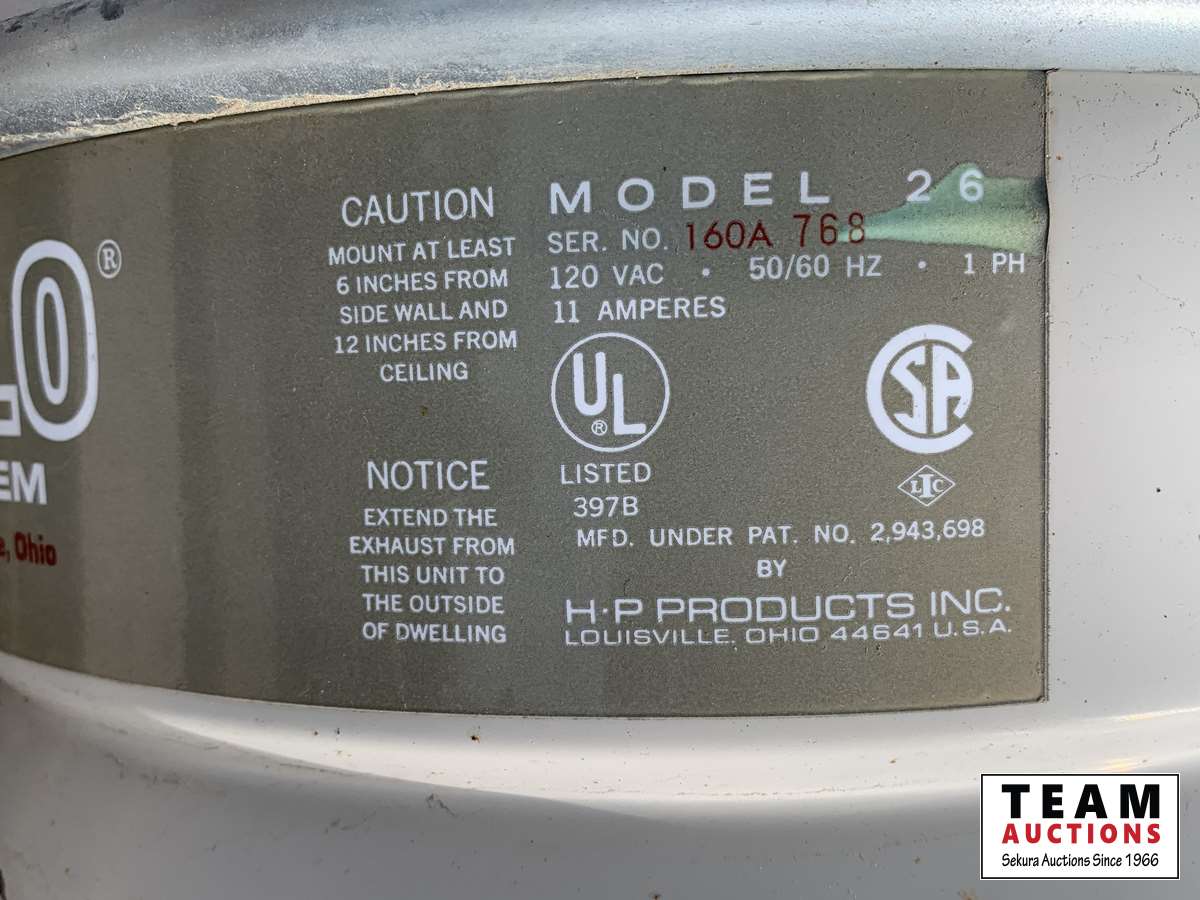 LO®
EM
e, Ohio
CAUTION
MOUNT AT LEAST
6 INCHES FROM
SIDE WALL AND
12 INCHES FROM
CEILING
NOTICE
EXTEND THE
EXHAUST FROM
THIS UNIT TO
THE OUTSIDE
OF DWELLING
MODEL 26
SER. NO. 160A 768
120 VAC • 50/60 HZ • 1 PH
11 AMPERES
UL®
LISTED
397B
CSA
LIC
MFD. UNDER PAT. NO. 2,943,698
BY
H·P PRODUCTS INC.
LOUISVILLE, OHIO 44641 U.S.A.
TEAM
AUCTIONS
Sekura Auctions Since 1966